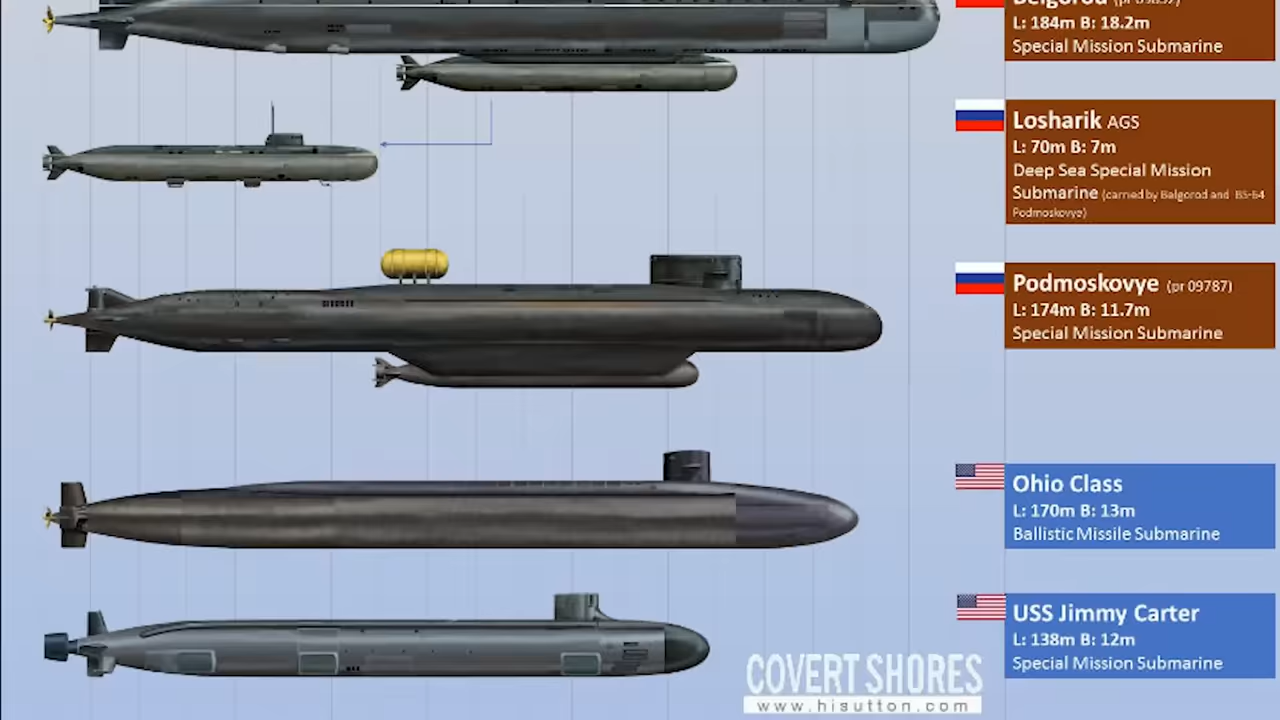 Belgorod (pr 09852)
L: 184m B: 18.2m
Special Mission Submarine
Losharik AGS
L: 70m B: 7m
Deep Sea Special Mission
Submarine (carried by Belgorod and BS-64
Podmoskovye)
Podmoskovye (pr 09787)
L: 174m B: 11.7m
Special Mission Submarine
Ohio Class
L: 170m B: 13m
Ballistic Missile Submarine
USS Jimmy Carter
L: 138m B: 12m
Special Mission Submarine
COVERT SHORES
www.hisutton.com